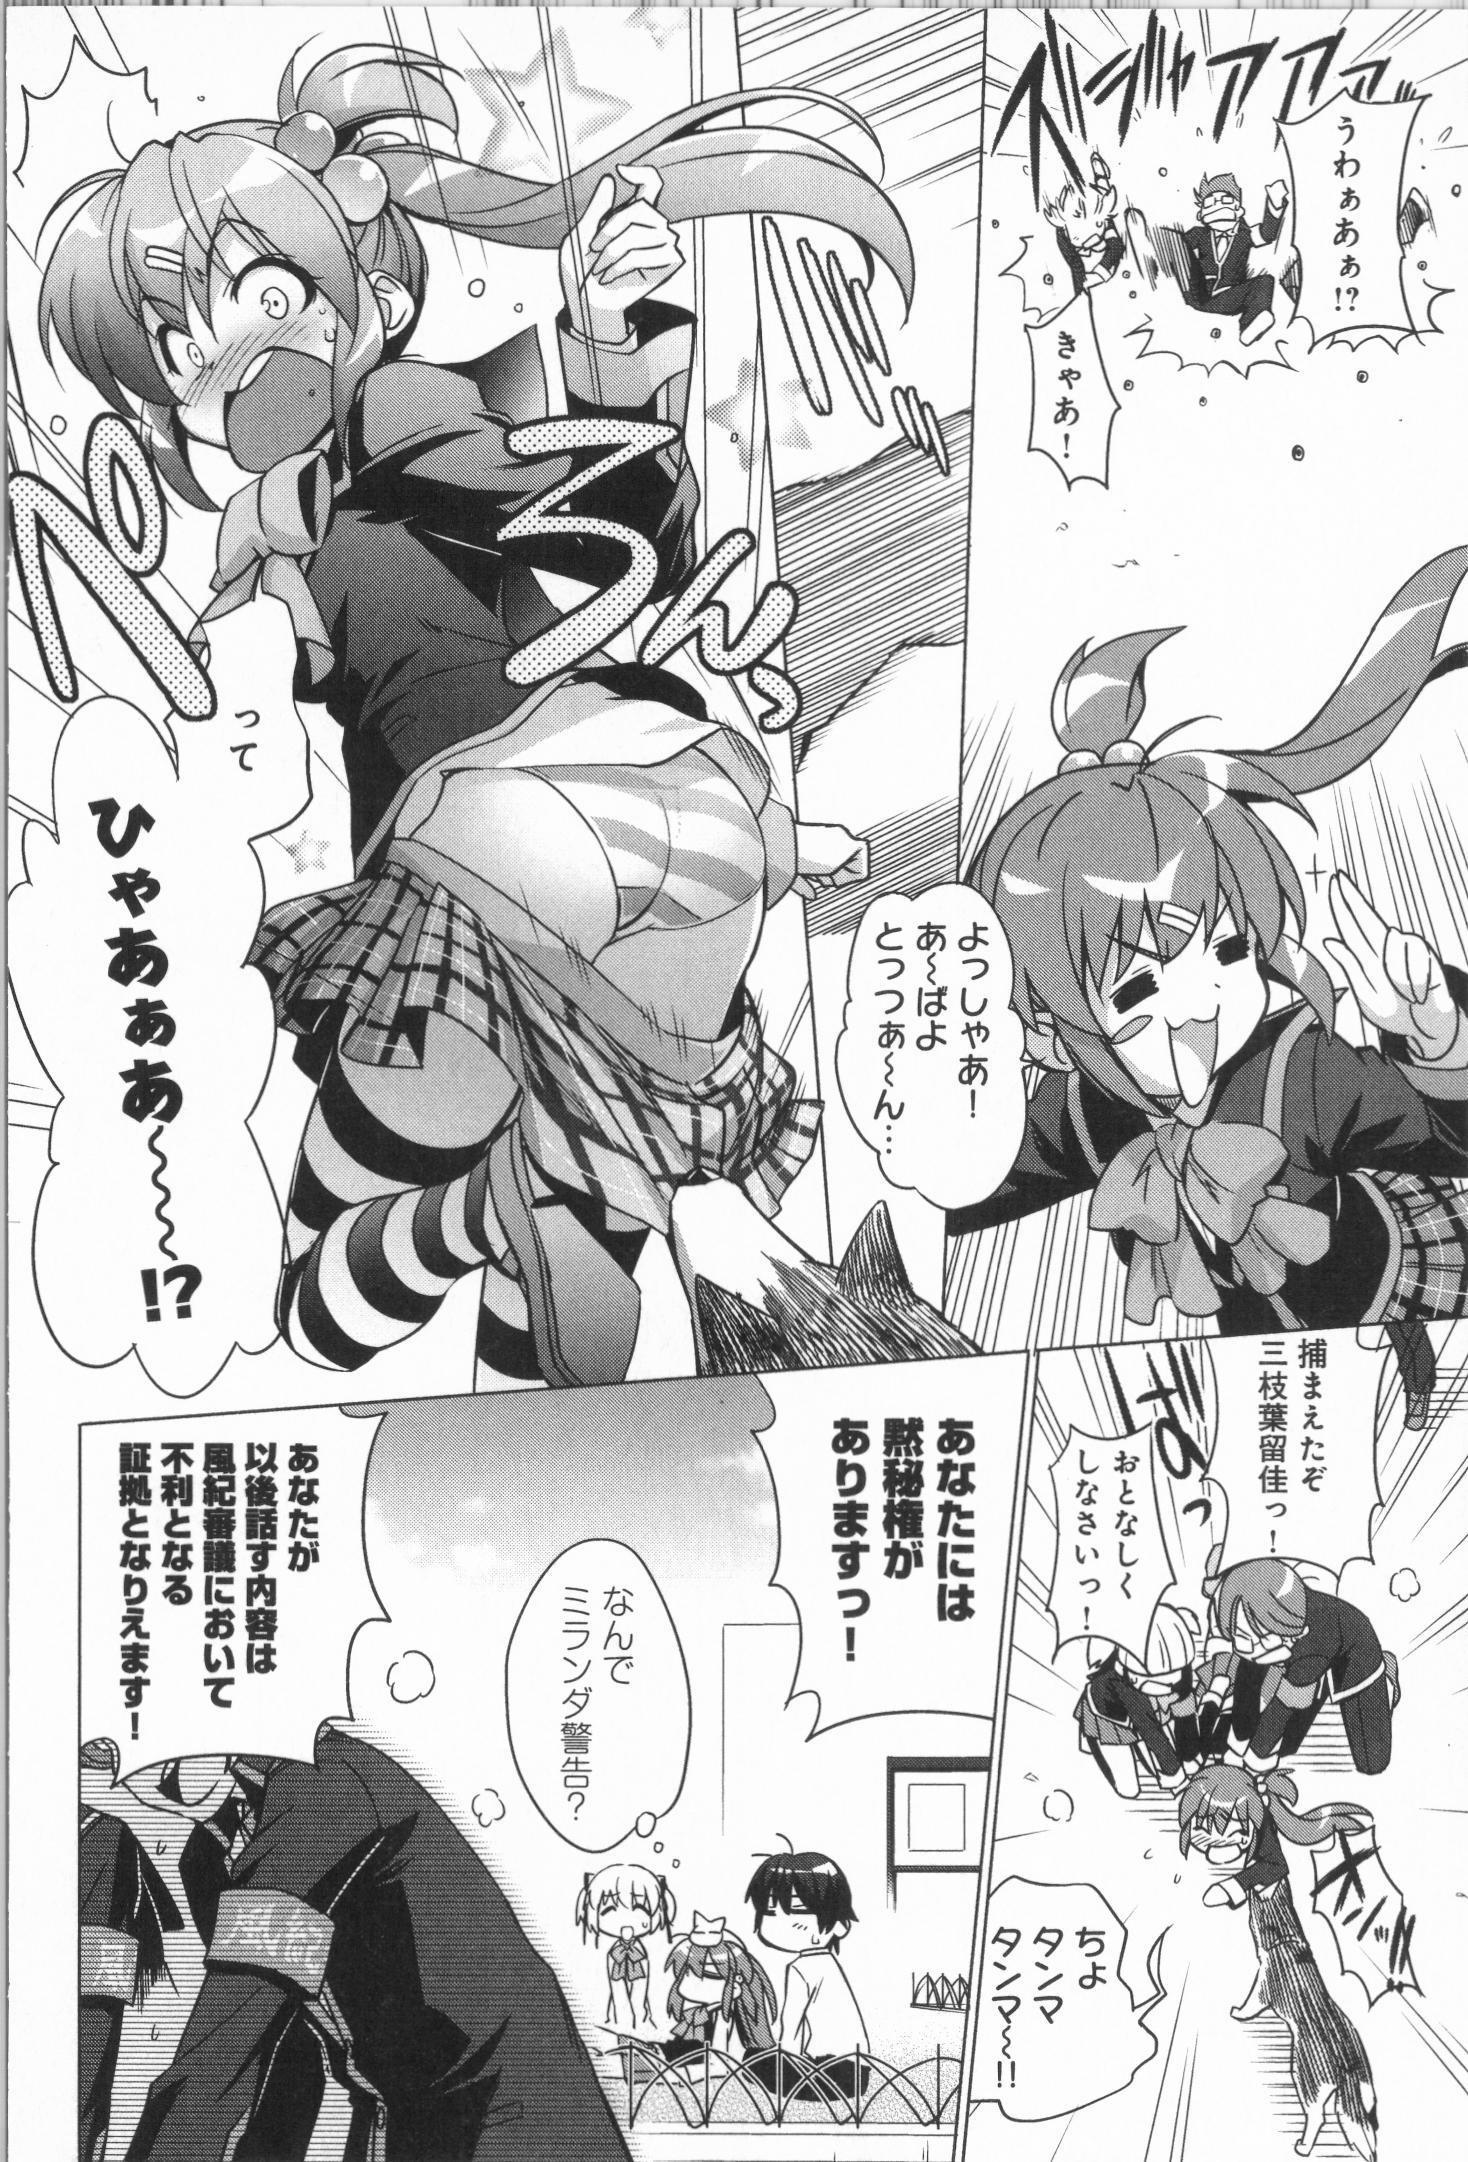 ズジャアアァ
うわぁあぁ!?
きゃあ!
よっしゃあ!
あ〜ばよ
とっつぁ〜ん…
ペろんっ
って
ひゃあぁぁあ〜〜〜!?
捕まえたぞ
三枝葉留佳っ!
おとなしく
しなさいっ!
ちょ
タンマ
タンマ〜!!
あなたには
黙秘権が
ありますっ!
なんで
ミランダ警告?
あなたが
以後話す内容は
風紀審議において
不利となる
証拠となりえます!